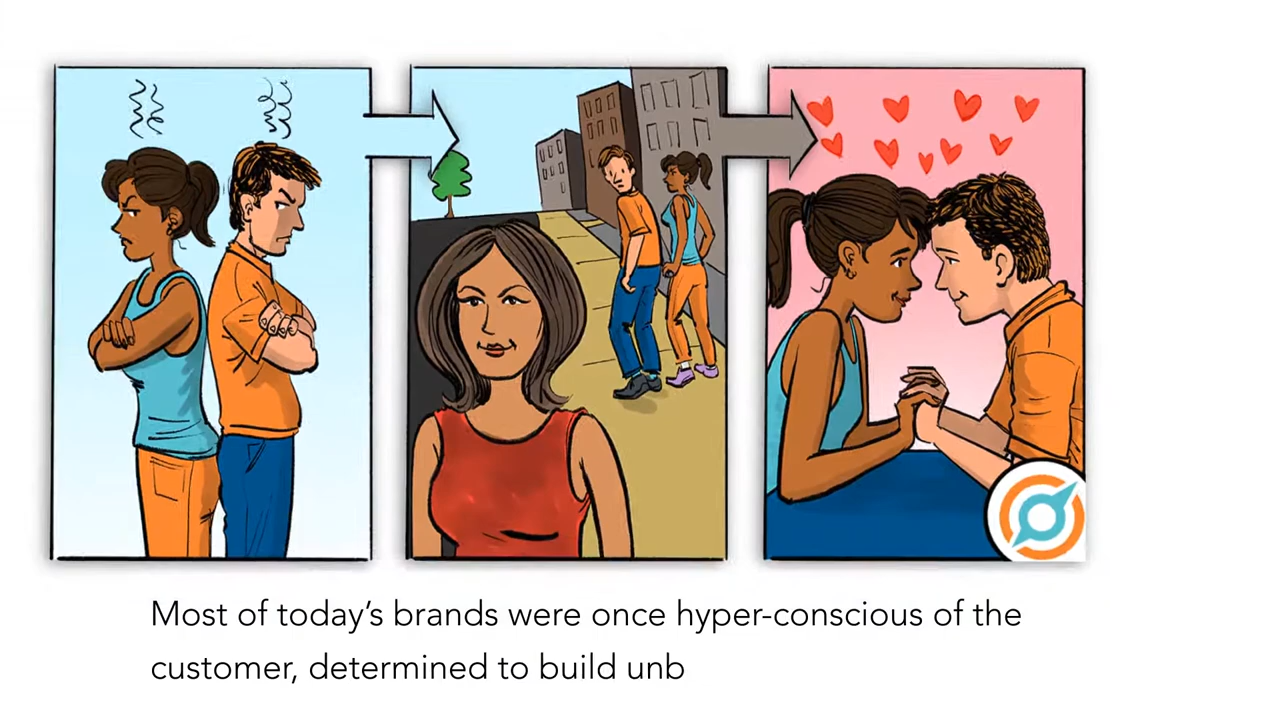 Most of today’s brands were once hyper-conscious of the
customer, determined to build unb